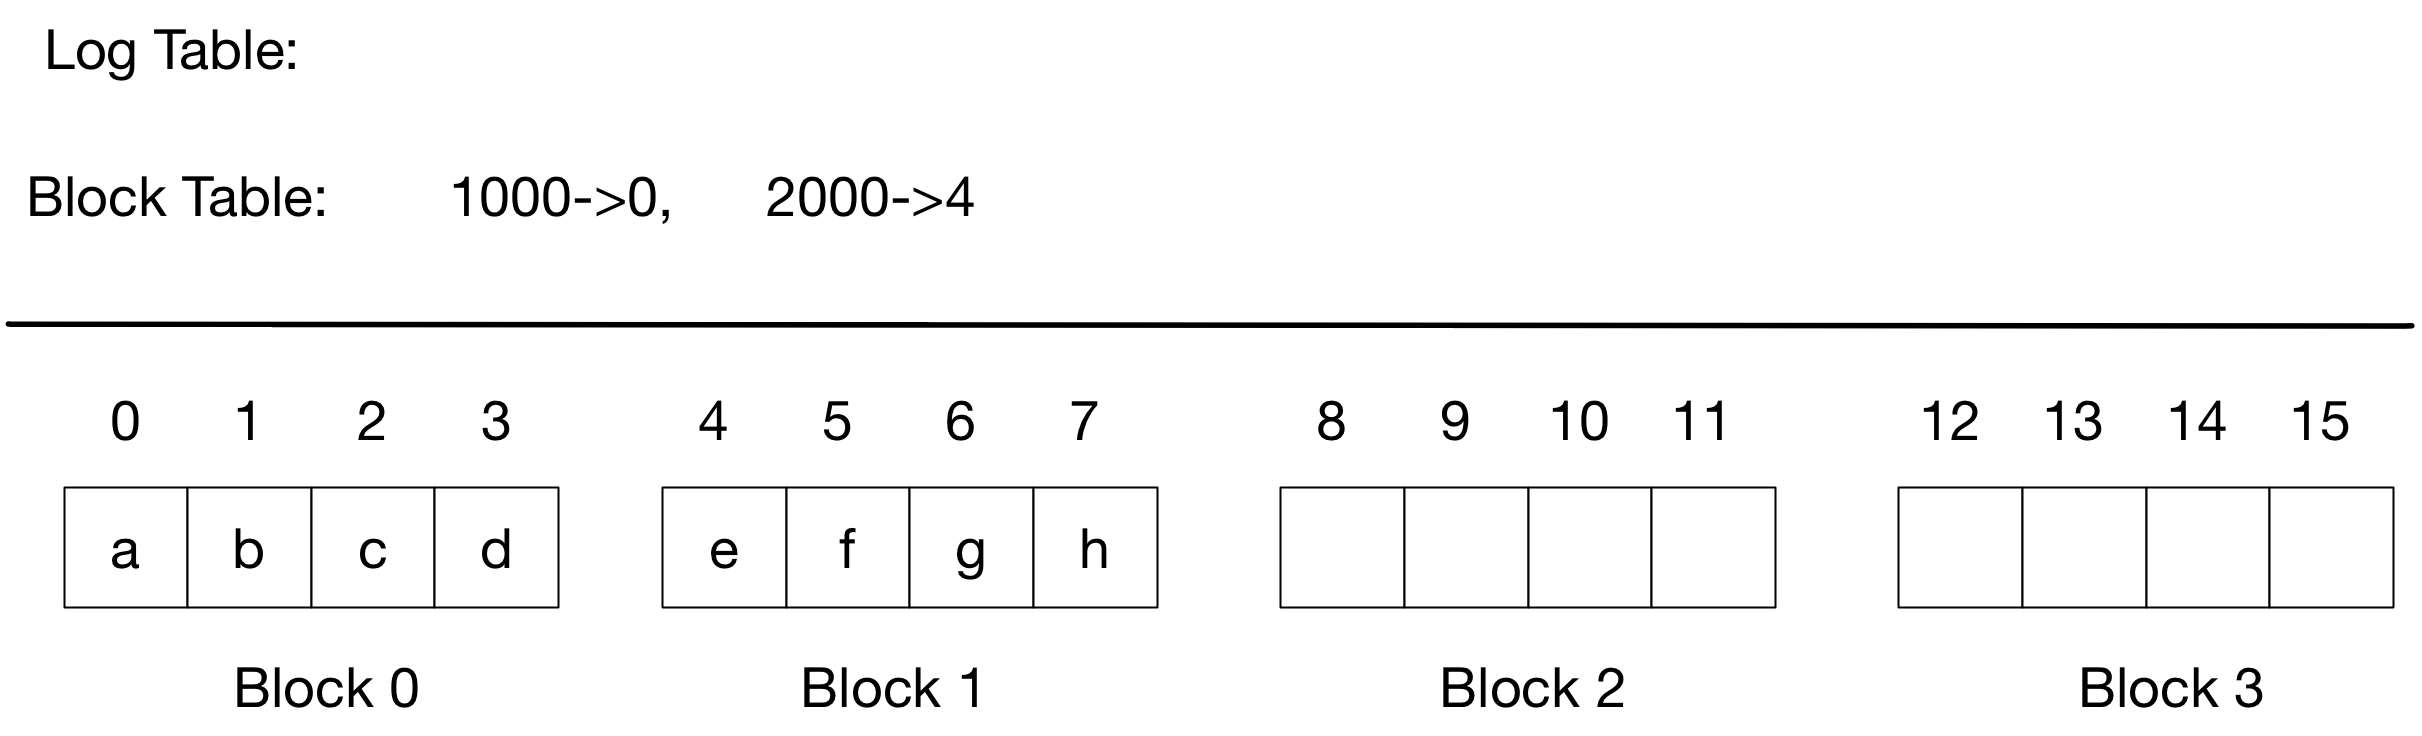 Log Table:
Block Table: 1000->0, 2000->4
0 1 2 3 4 5 6 7 8 9 10 11 12 13 14 15
a b c d e f g h
Block 0 Block 1 Block 2 Block 3